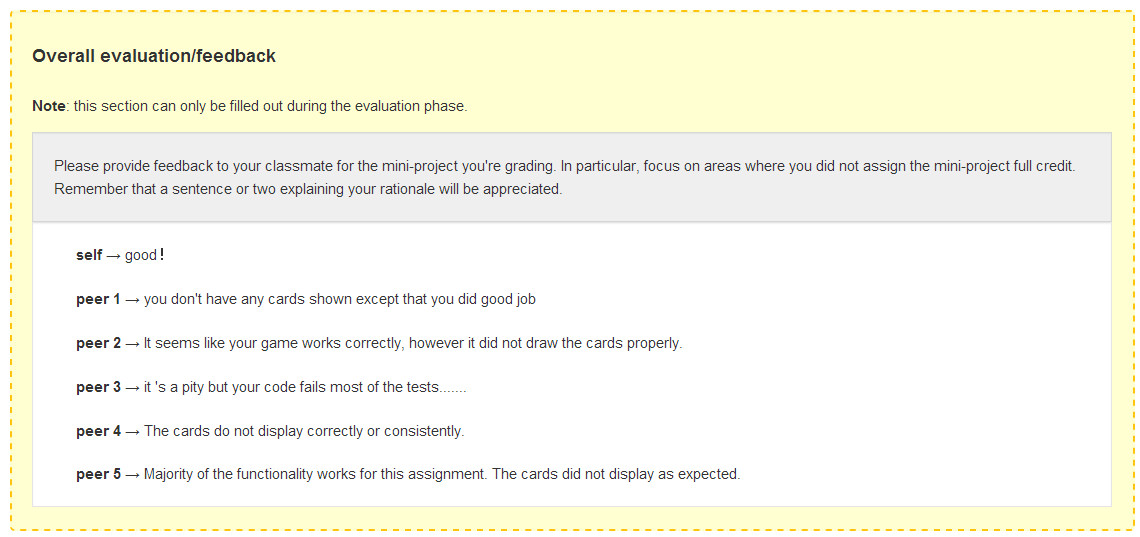 Overall evaluation/feedback
Note: this section can only be filled out during the evaluation phase.
Please provide feedback to your classmate for the mini-project you're grading. In particular, focus on areas where you did not assign the mini-project full credit.
Remember that a sentence or two explaining your rationale will be appreciated.
self → good！
peer 1 → you don't have any cards shown except that you did good job
peer 2 → It seems like your game works correctly, however it did not draw the cards properly.
peer 3 → it 's a pity but your code fails most of the tests.......
peer 4 → The cards do not display correctly or consistently.
peer 5 → Majority of the functionality works for this assignment. The cards did not display as expected.